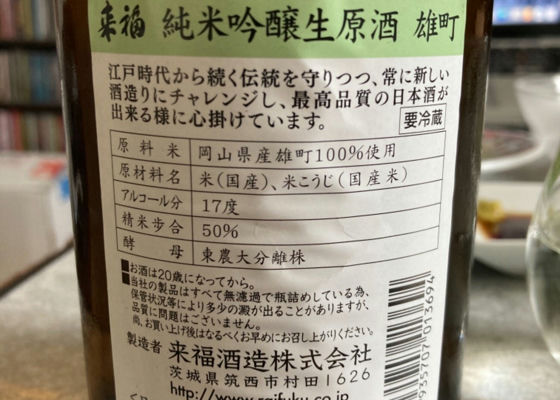 来福 純米吟醸生原酒 雄町
江戸時代から続く伝統を守りつつ、常に新しい
酒造りにチャレンジし、最高品質の日本酒が
出来る様に心掛けています。 要冷蔵
原料米 岡山県産雄町100%使用
原材料名 米(国産)、米こうじ(国産米)
アルコール分 17度
精米歩合 50%
酵母 東農大分離株
■お酒は20歳になってから。
■当社の製品はすべて無濾過で瓶詰めしている為、
保管状況等により多少の澱が出ることがありますが、
品質に問題はございません。
尚、お買い上げ後はなるべくお早めにお召し上がりください。
製造者 来福酒造株式会社
茨城県筑西市村田1626
http://www.raifuku.co.jp
935707013694